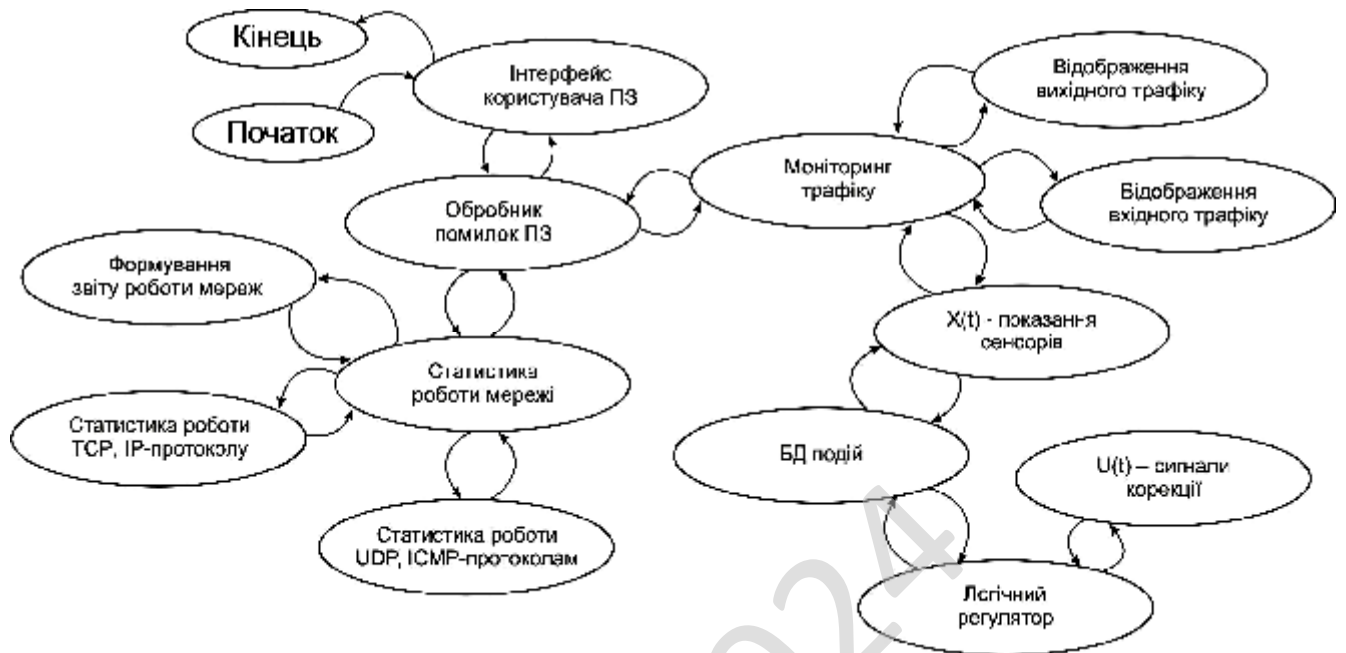 Кінець
Інтерфейс
користувача ПЗ
Початок
Відображення
вихідного трафіку
Моніторинг
трафіку
Відображення
вхідного трафіку
Обробник
помилок ПЗ
Формування
звіту роботи мереж
X(t) - показання
сенсорів
Статистика
роботи мережі
Статистика роботи
TCP, IP-протоколу
БД подій
U(t) – сигнали
корекції
Статистика роботи
UDP, ICMP-протоколам
Логічний
регулятор
024